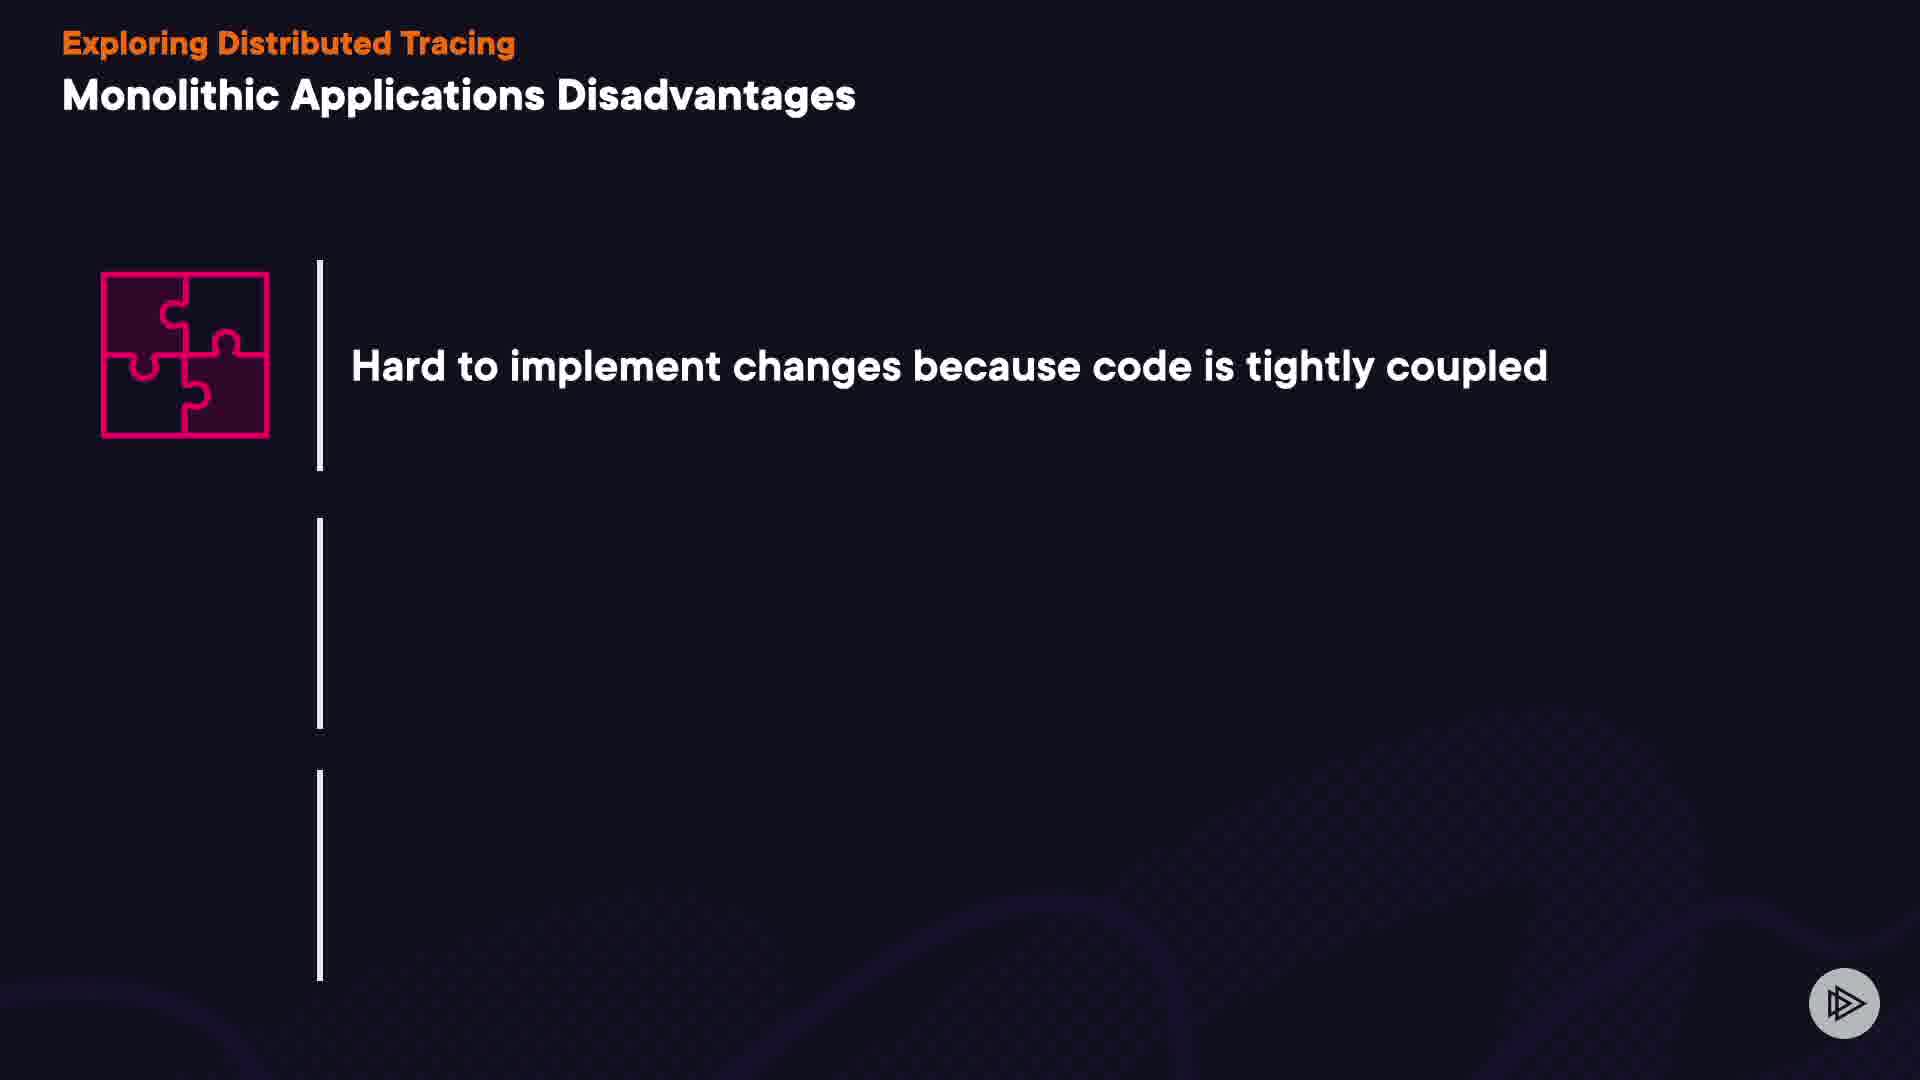 Exploring Distributed Tracing
Monolithic Applications Disadvantages
Hard to implement changes because code is tightly coupled